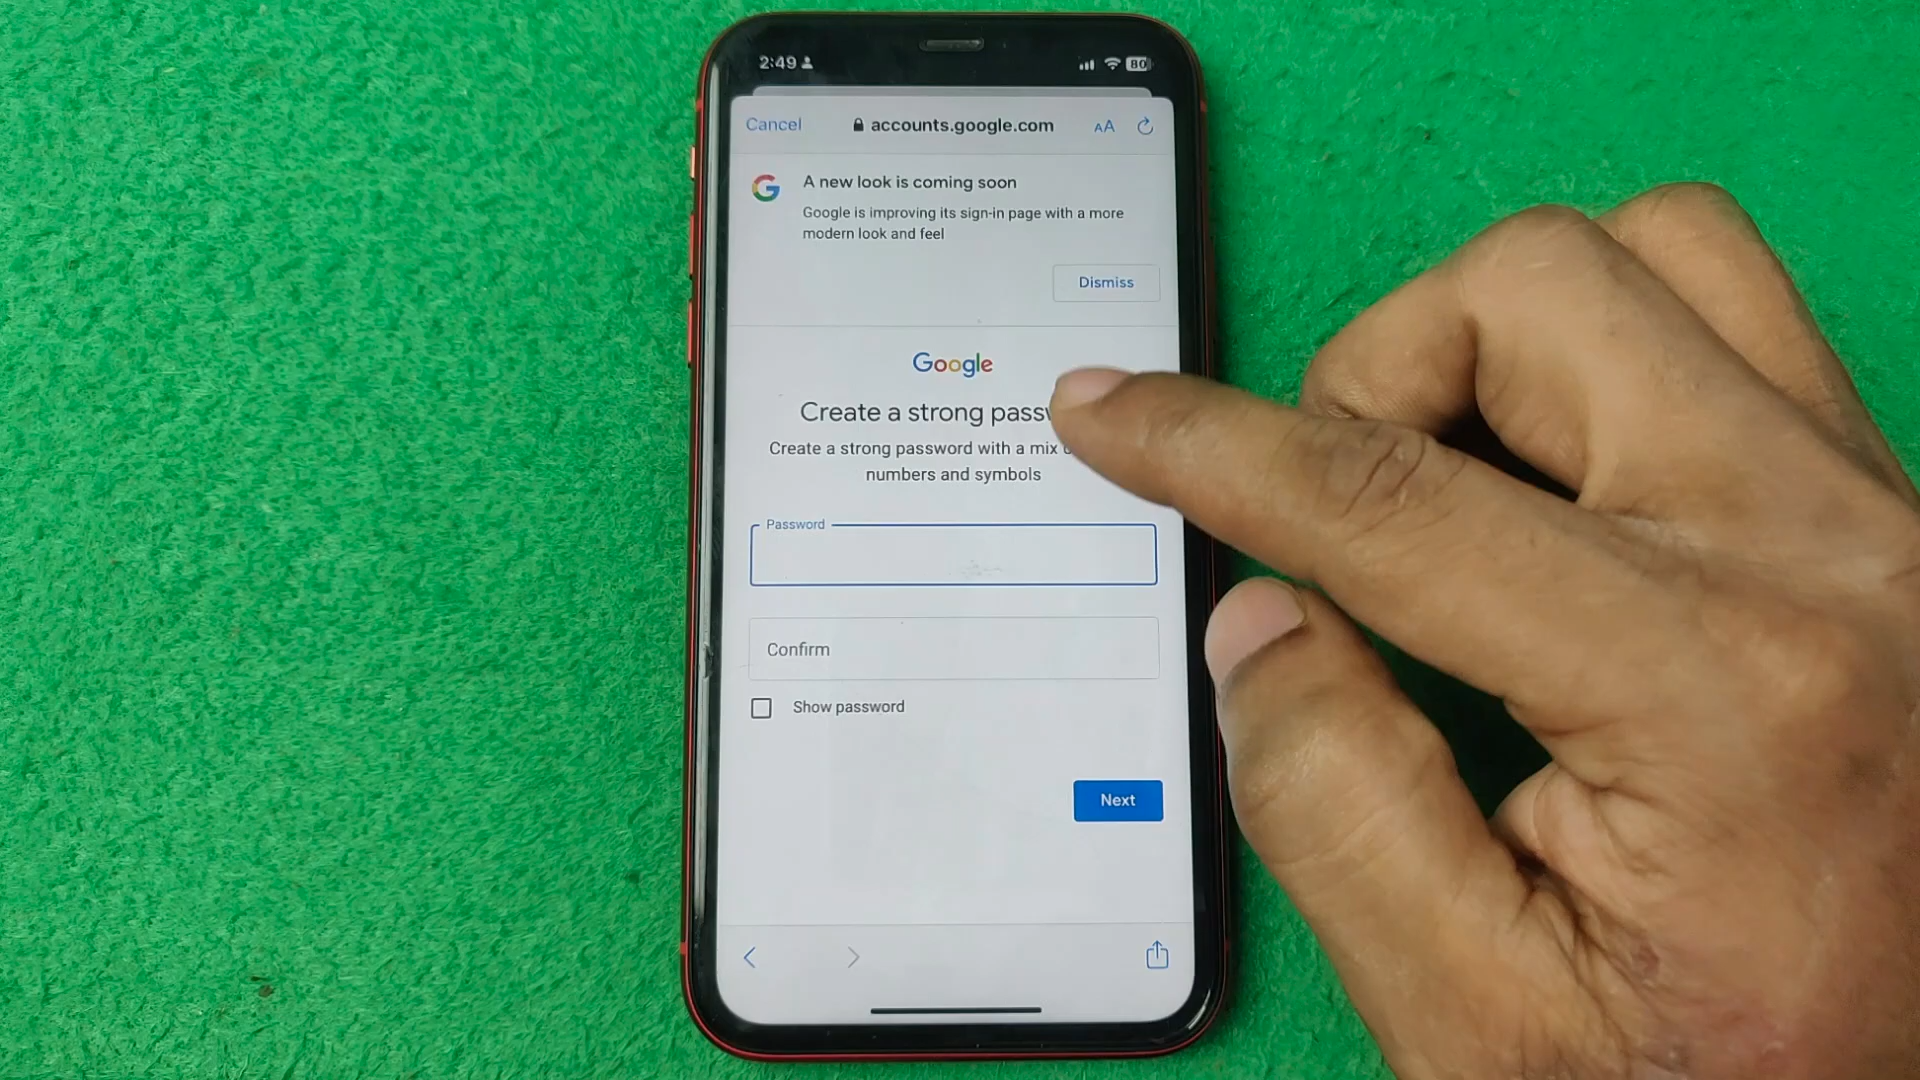 2:49
80
Cancel
accounts.google.com
AA
G
A new look is coming soon
Google is improving its sign-in page with a more
modern look and feel
Dismiss
Google
Create a strong
Create a strong password with a mix
numbers and symbols
Password
Confirm
Show password
Next